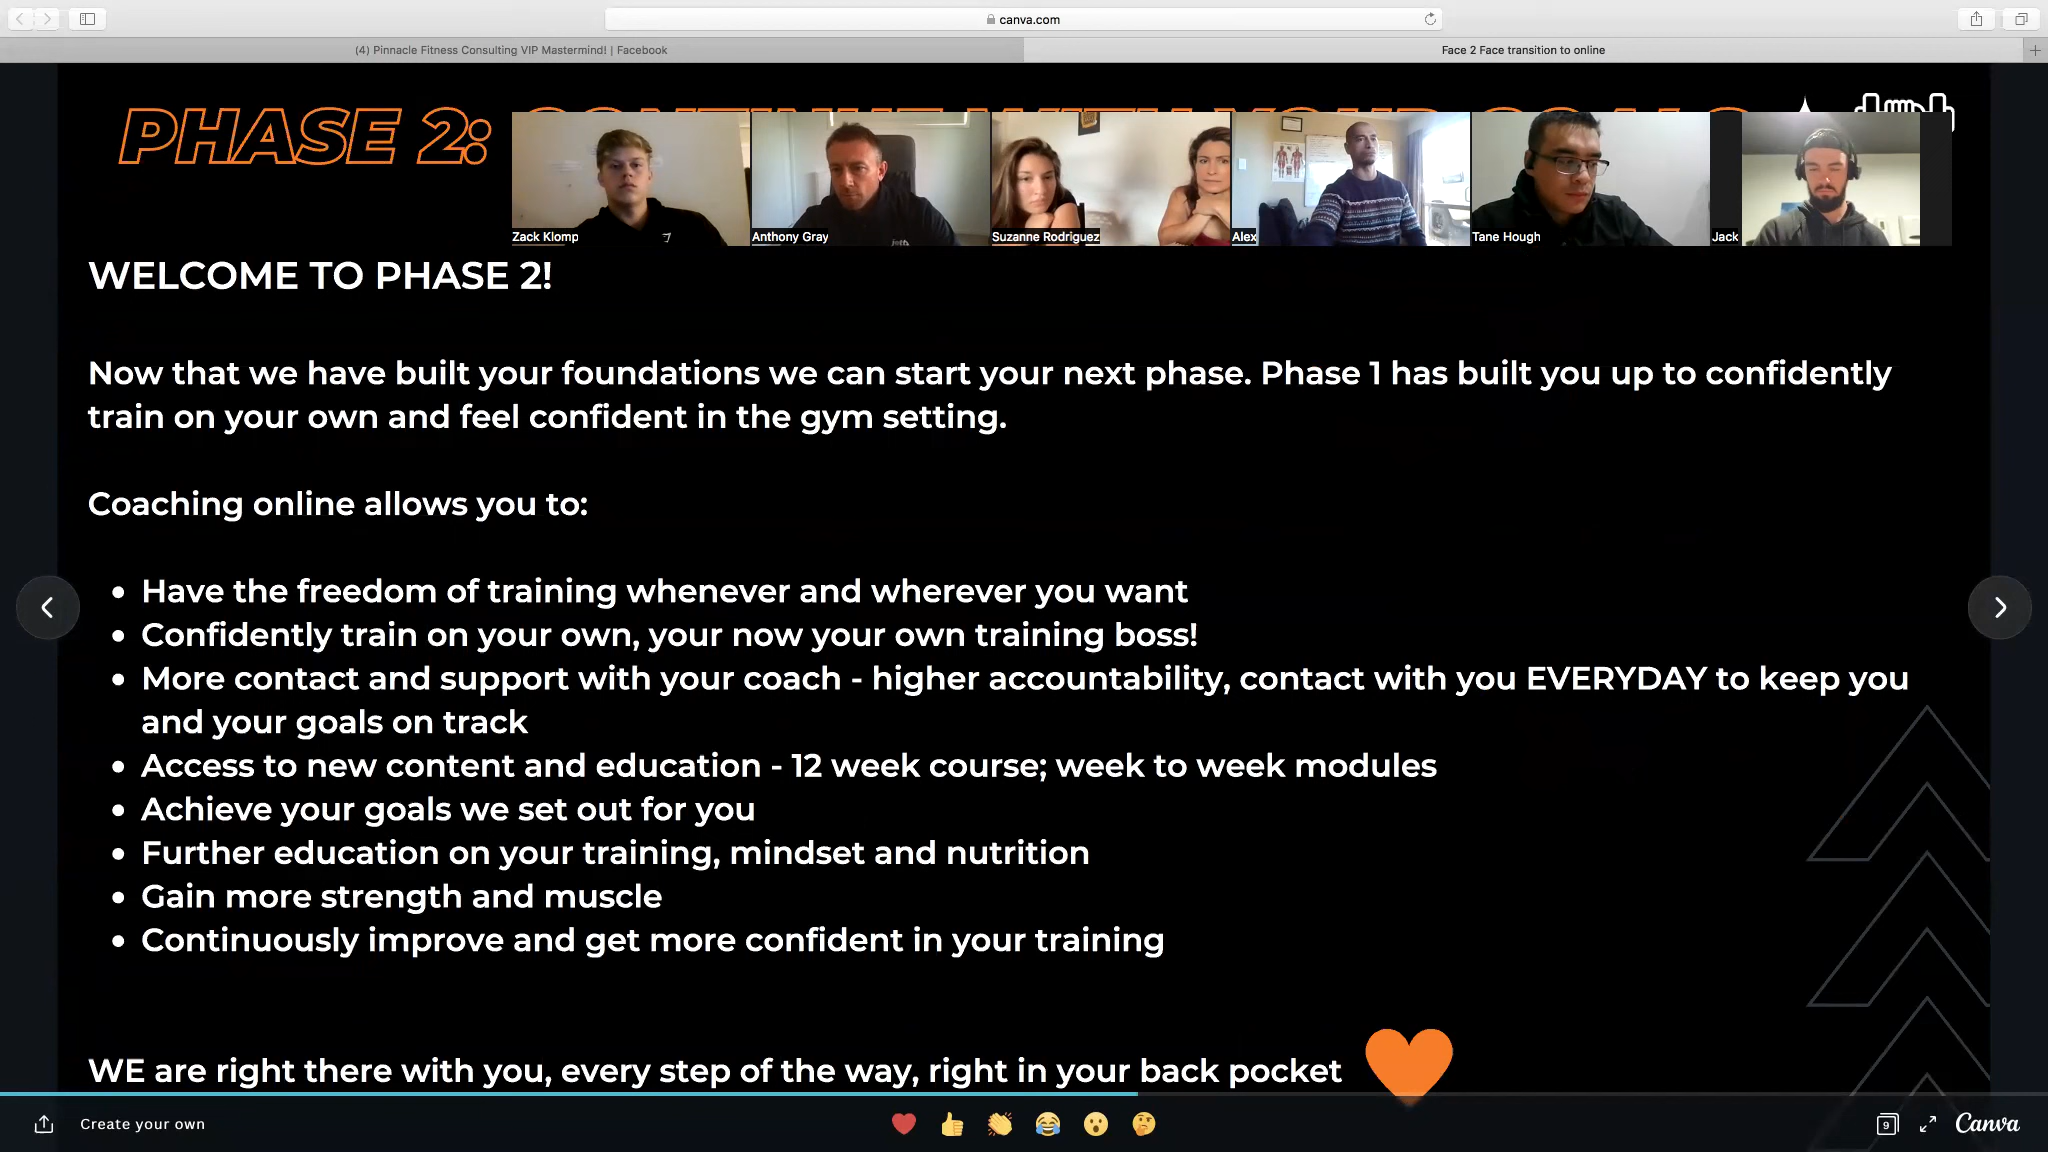 canva.com
(4) Pinnacle Fitness Consulting VIP Mastermind! | Facebook
Face 2 Face transition to online
PHASE 2:
Zack Klomp
Anthony Gray
Suzanne Rodriguez
Alex
Tane Hough
Jack
WELCOME TO PHASE 2!
Now that we have built your foundations we can start your next phase. Phase 1 has built you up to confidently
train on your own and feel confident in the gym setting.
Coaching online allows you to:
• Have the freedom of training whenever and wherever you want
• Confidently train on your own, your now your own training boss!
• More contact and support with your coach - higher accountability, contact with you EVERYDAY to keep you
and your goals on track
• Access to new content and education - 12 week course; week to week modules
• Achieve your goals we set out for you
• Further education on your training, mindset and nutrition
• Gain more strength and muscle
• Continuously improve and get more confident in your training
WE are right there with you, every step of the way, right in your back pocket
Create your own
9
Canva